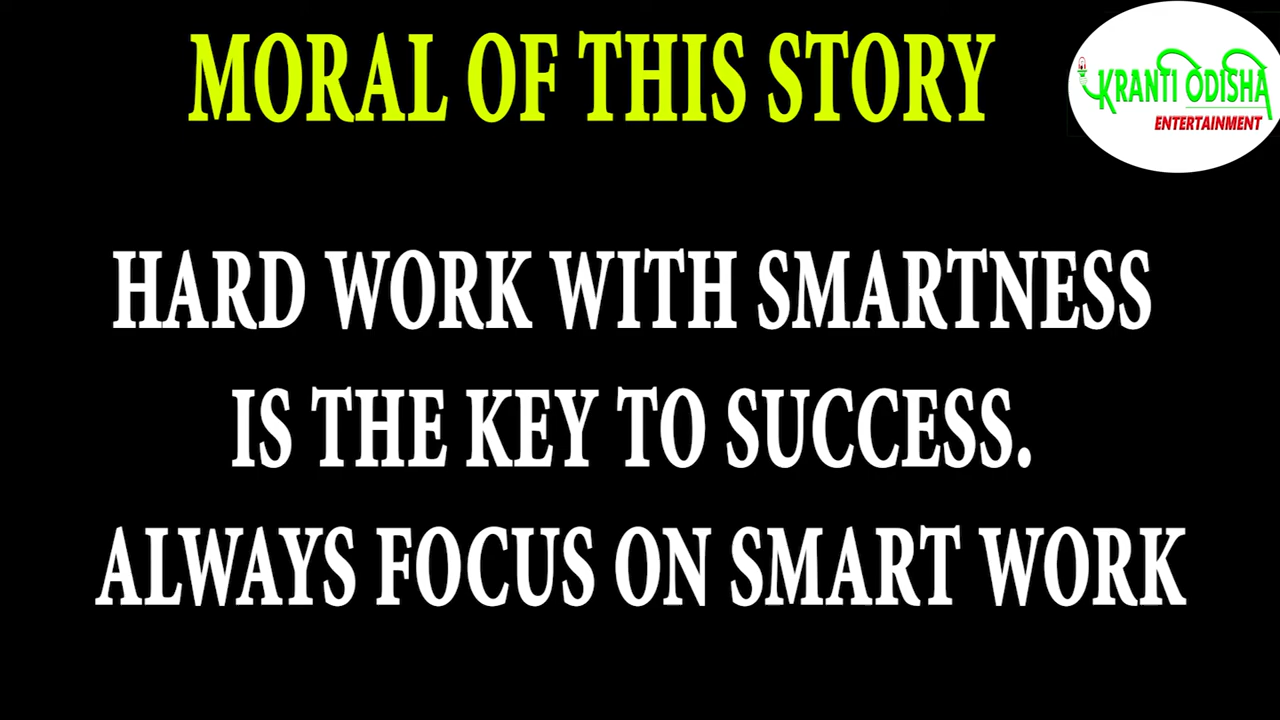 MORAL OF THIS STORY
KRANTI ODISHA
ENTERTAINMENT
HARD WORK WITH SMARTNESS
IS THE KEY TO SUCCESS.
ALWAYS FOCUS ON SMART WORK